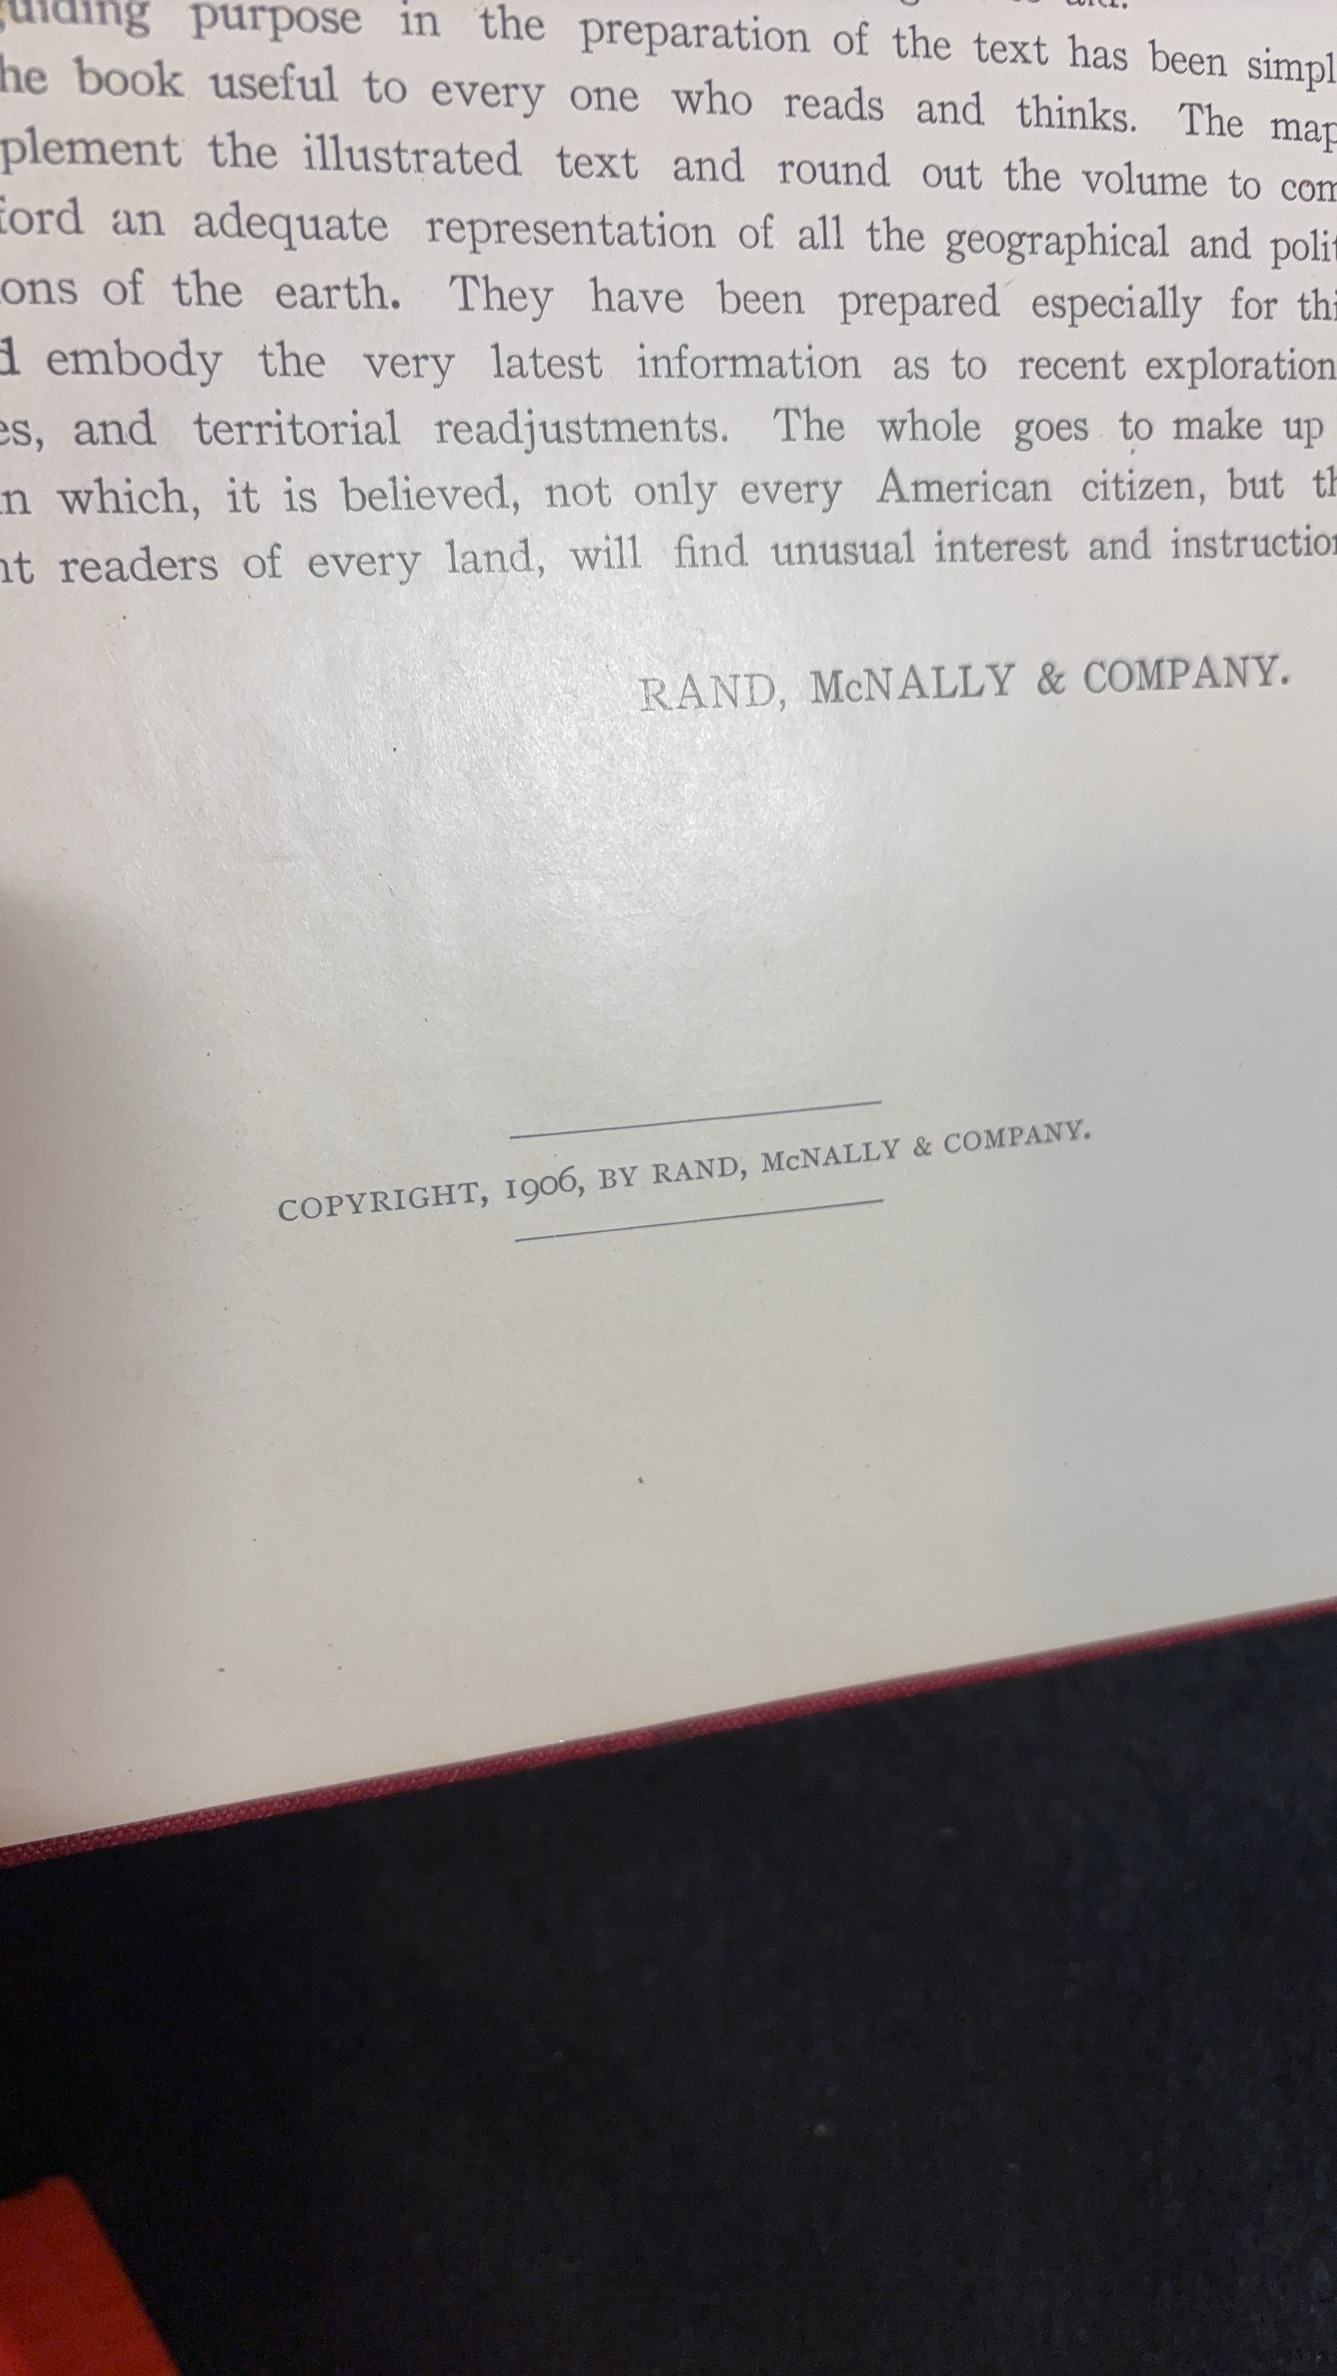 purpose in the preparation of the text has been
book useful to every one who reads and thinks. The
plement the illustrated text and round out the volume to
ford an adequate representation of all the geographical and
ons of the earth. They have been prepared especially for
embody the very latest information as to recent exploration
es, and territorial readjustments. The whole goes to make up
n which, it is believed, not only every American citizen, but
nt readers of every land, will find unusual interest and instruction
RAND, McNALLY & COMPANY.
COPYRIGHT, 1906, BY RAND, McNALLY & COMPANY.